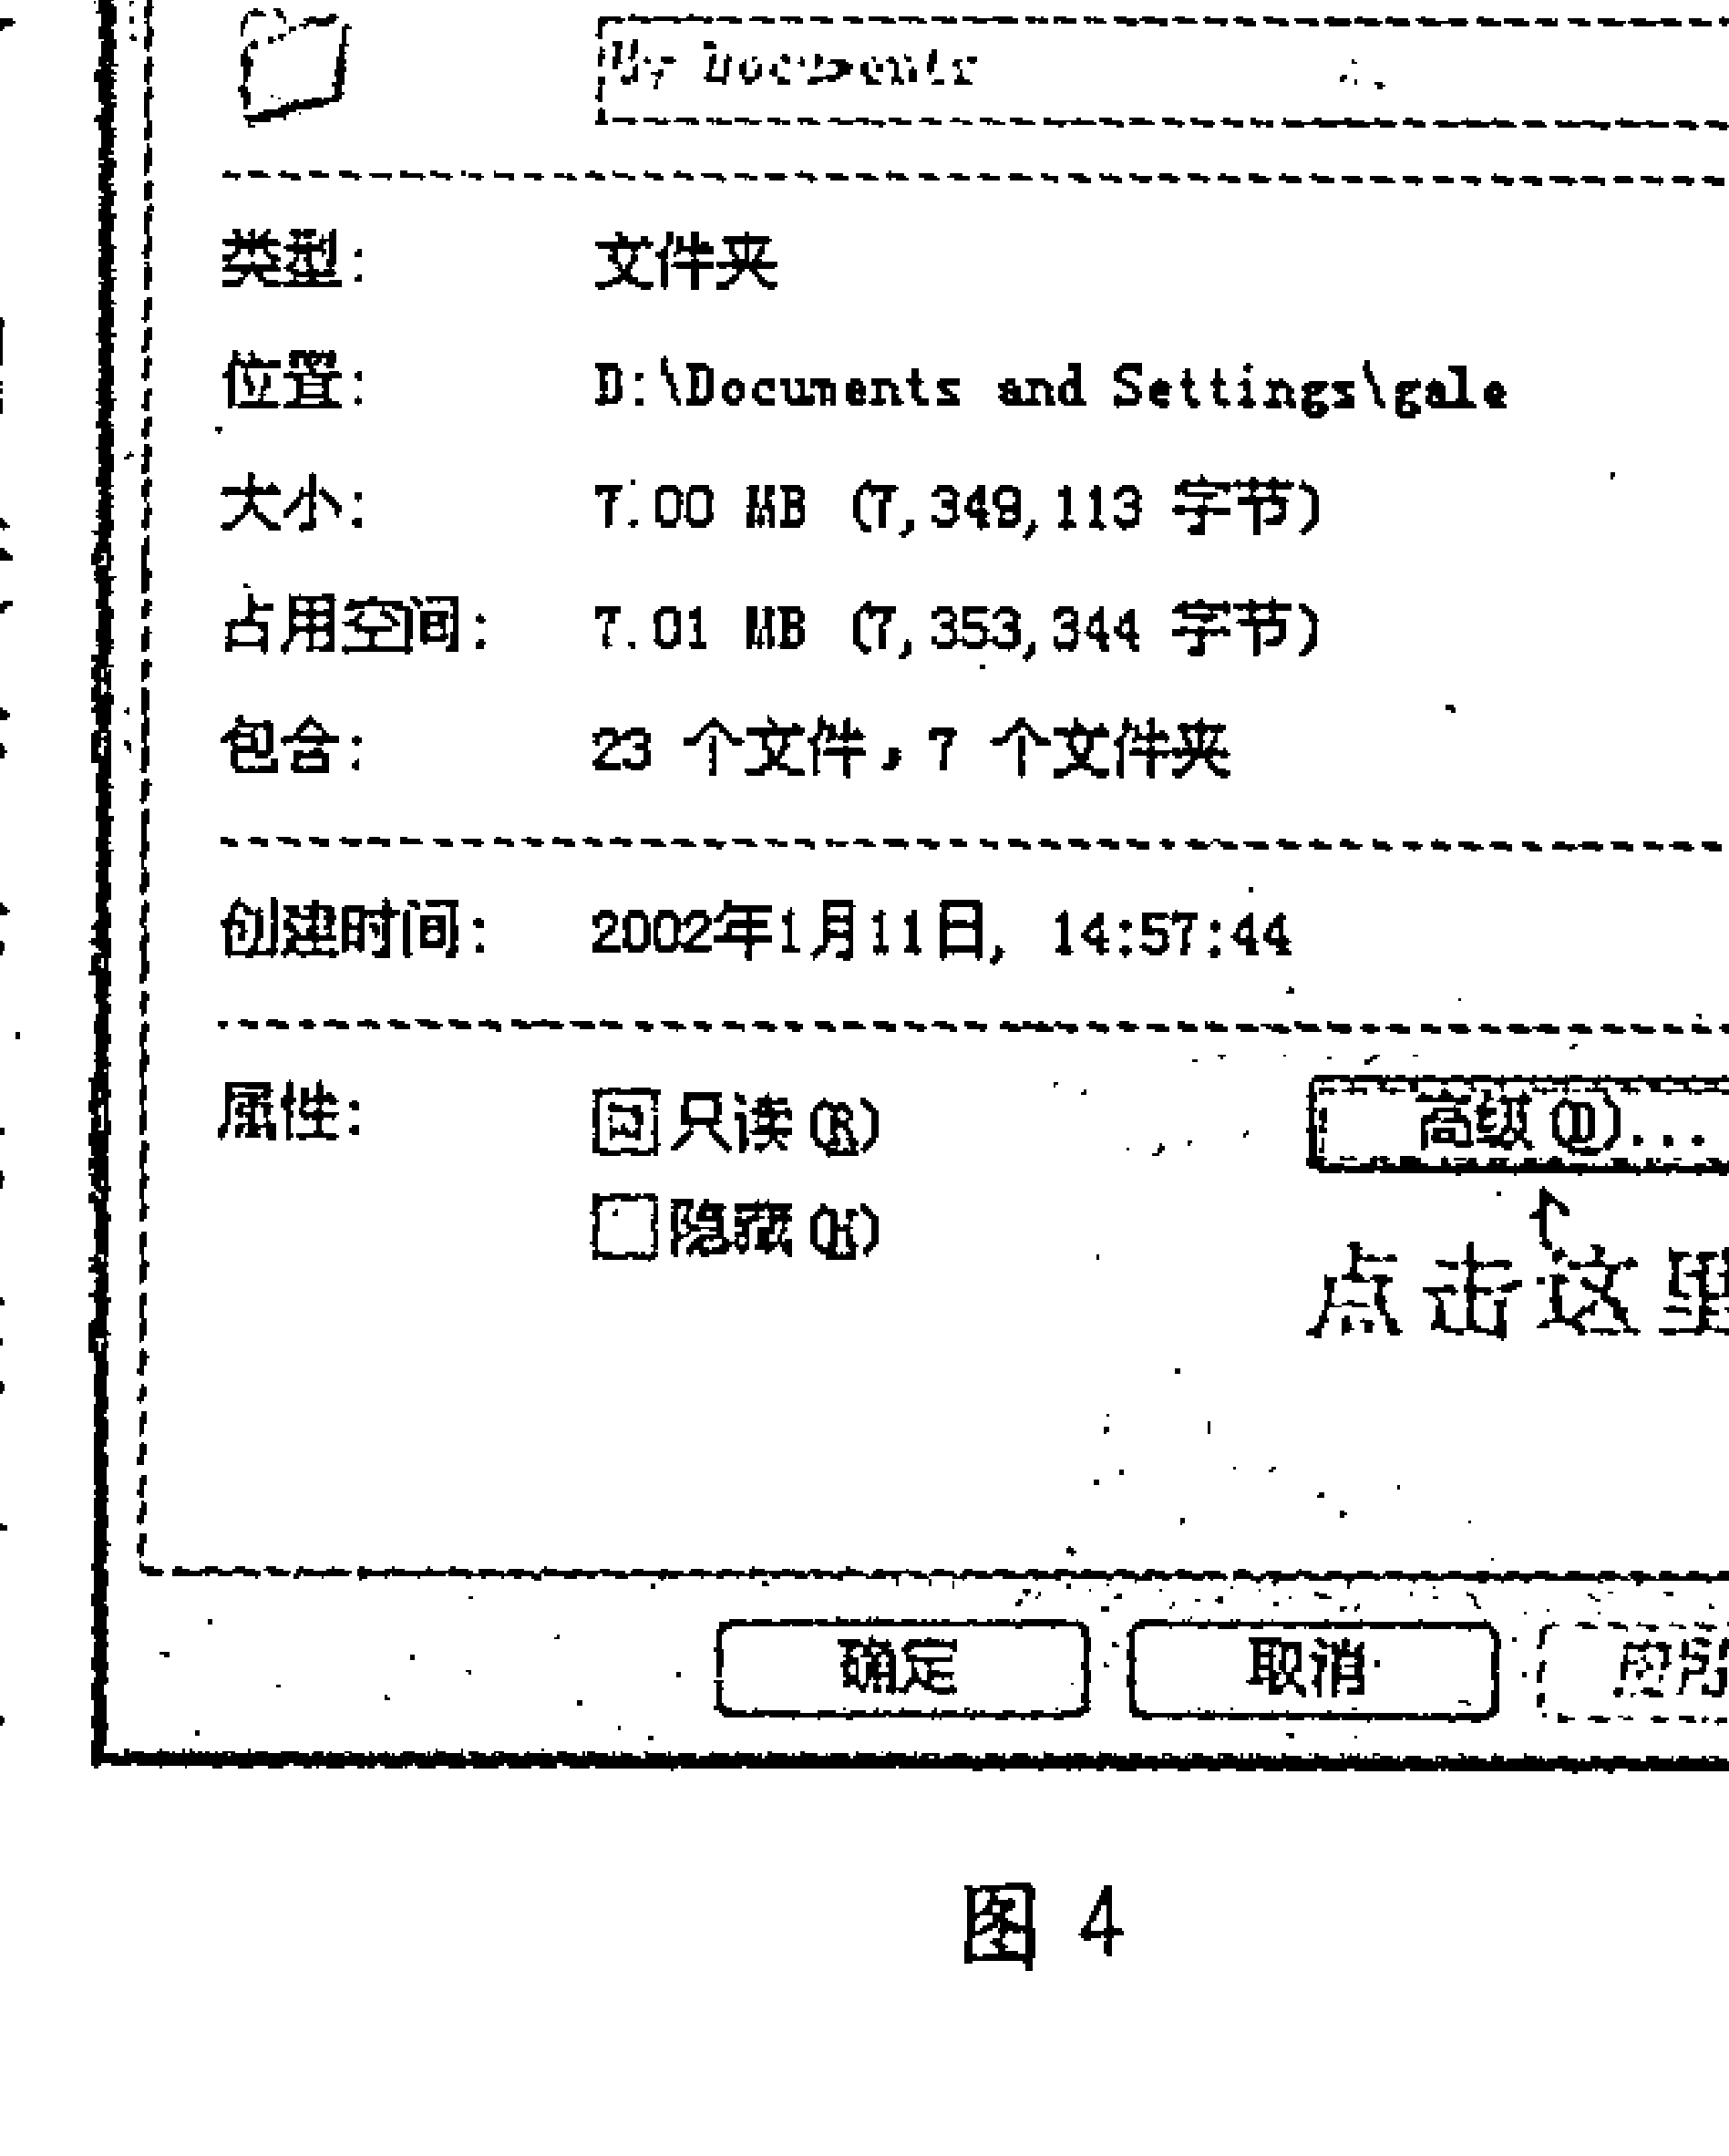 My Documents
类型: 文件夹
位置: D:\Documents and Settings\gale
大小: 7.00 MB (7,349,113 字节)
占用空间: 7.01 MB (7,353,344 字节)
包含: 23 个文件，7 个文件夹
创建时间: 2002年1月11日, 14:57:44
属性: 只读(R) 高级(D)...
隐藏(H)
点击这里
确定 取消
图 4